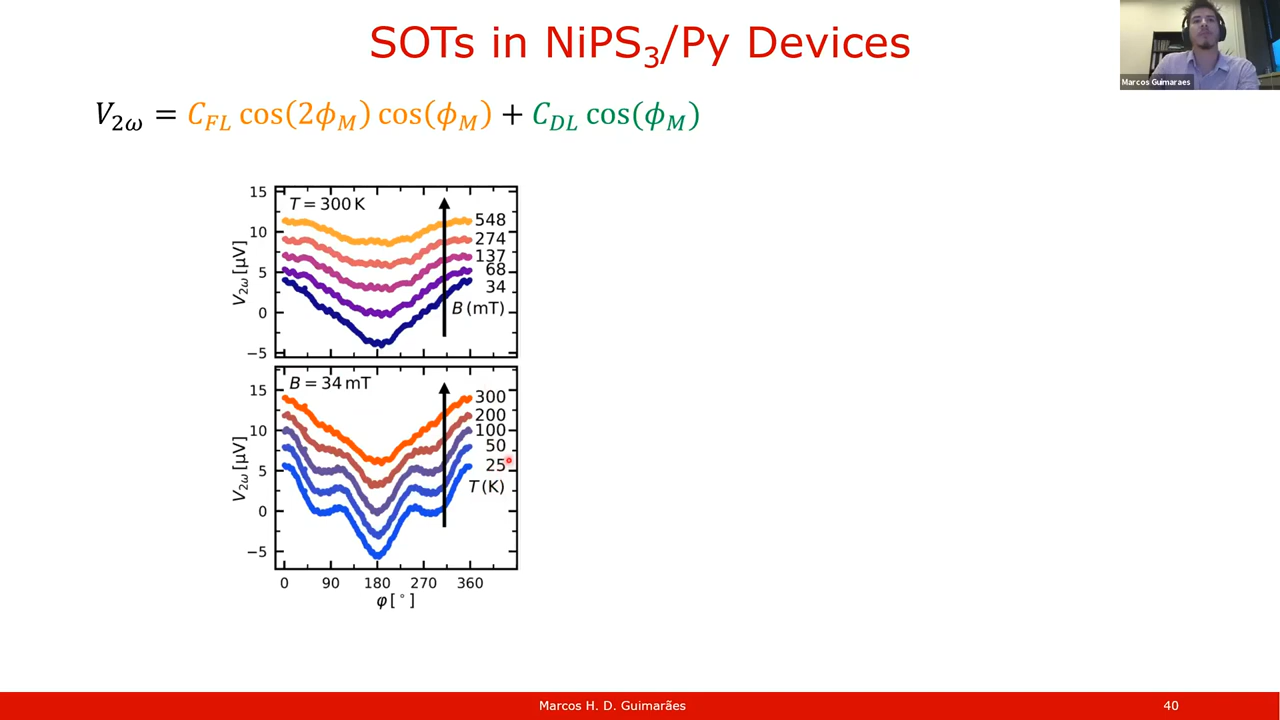 SOTs in NiPS₃/Py Devices
Marcos Guimaraes
V₂ω = C_FL cos(2ϕ_M) cos(ϕ_M) + C_DL cos(ϕ_M)
T = 300 K
15
10
5
0
−5
V₂ω [µV]
548
274
137
68
34
B (mT)
B = 34 mT
15
10
5
0
−5
V₂ω [µV]
300
200
100
50
25
T (K)
0 90 180 270 360
φ [°]
Marcos H. D. Guimarães
40